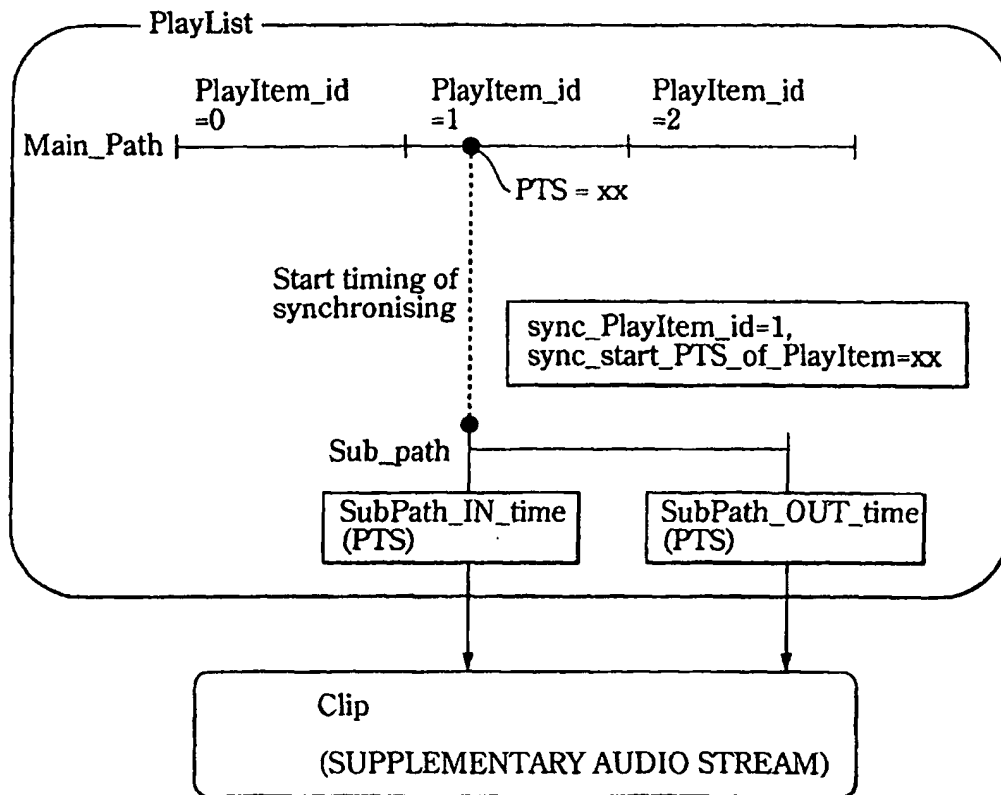 PlayList
PlayItem_id
=0
PlayItem_id
=1
PlayItem_id
=2
Main_Path
PTS = xx
Start timing of
synchronising
sync_PlayItem_id=1,
sync_start_PTS_of_PlayItem=xx
Sub_path
SubPath_IN_time
(PTS)
SubPath_OUT_time
(PTS)
Clip
(SUPPLEMENTARY AUDIO STREAM)